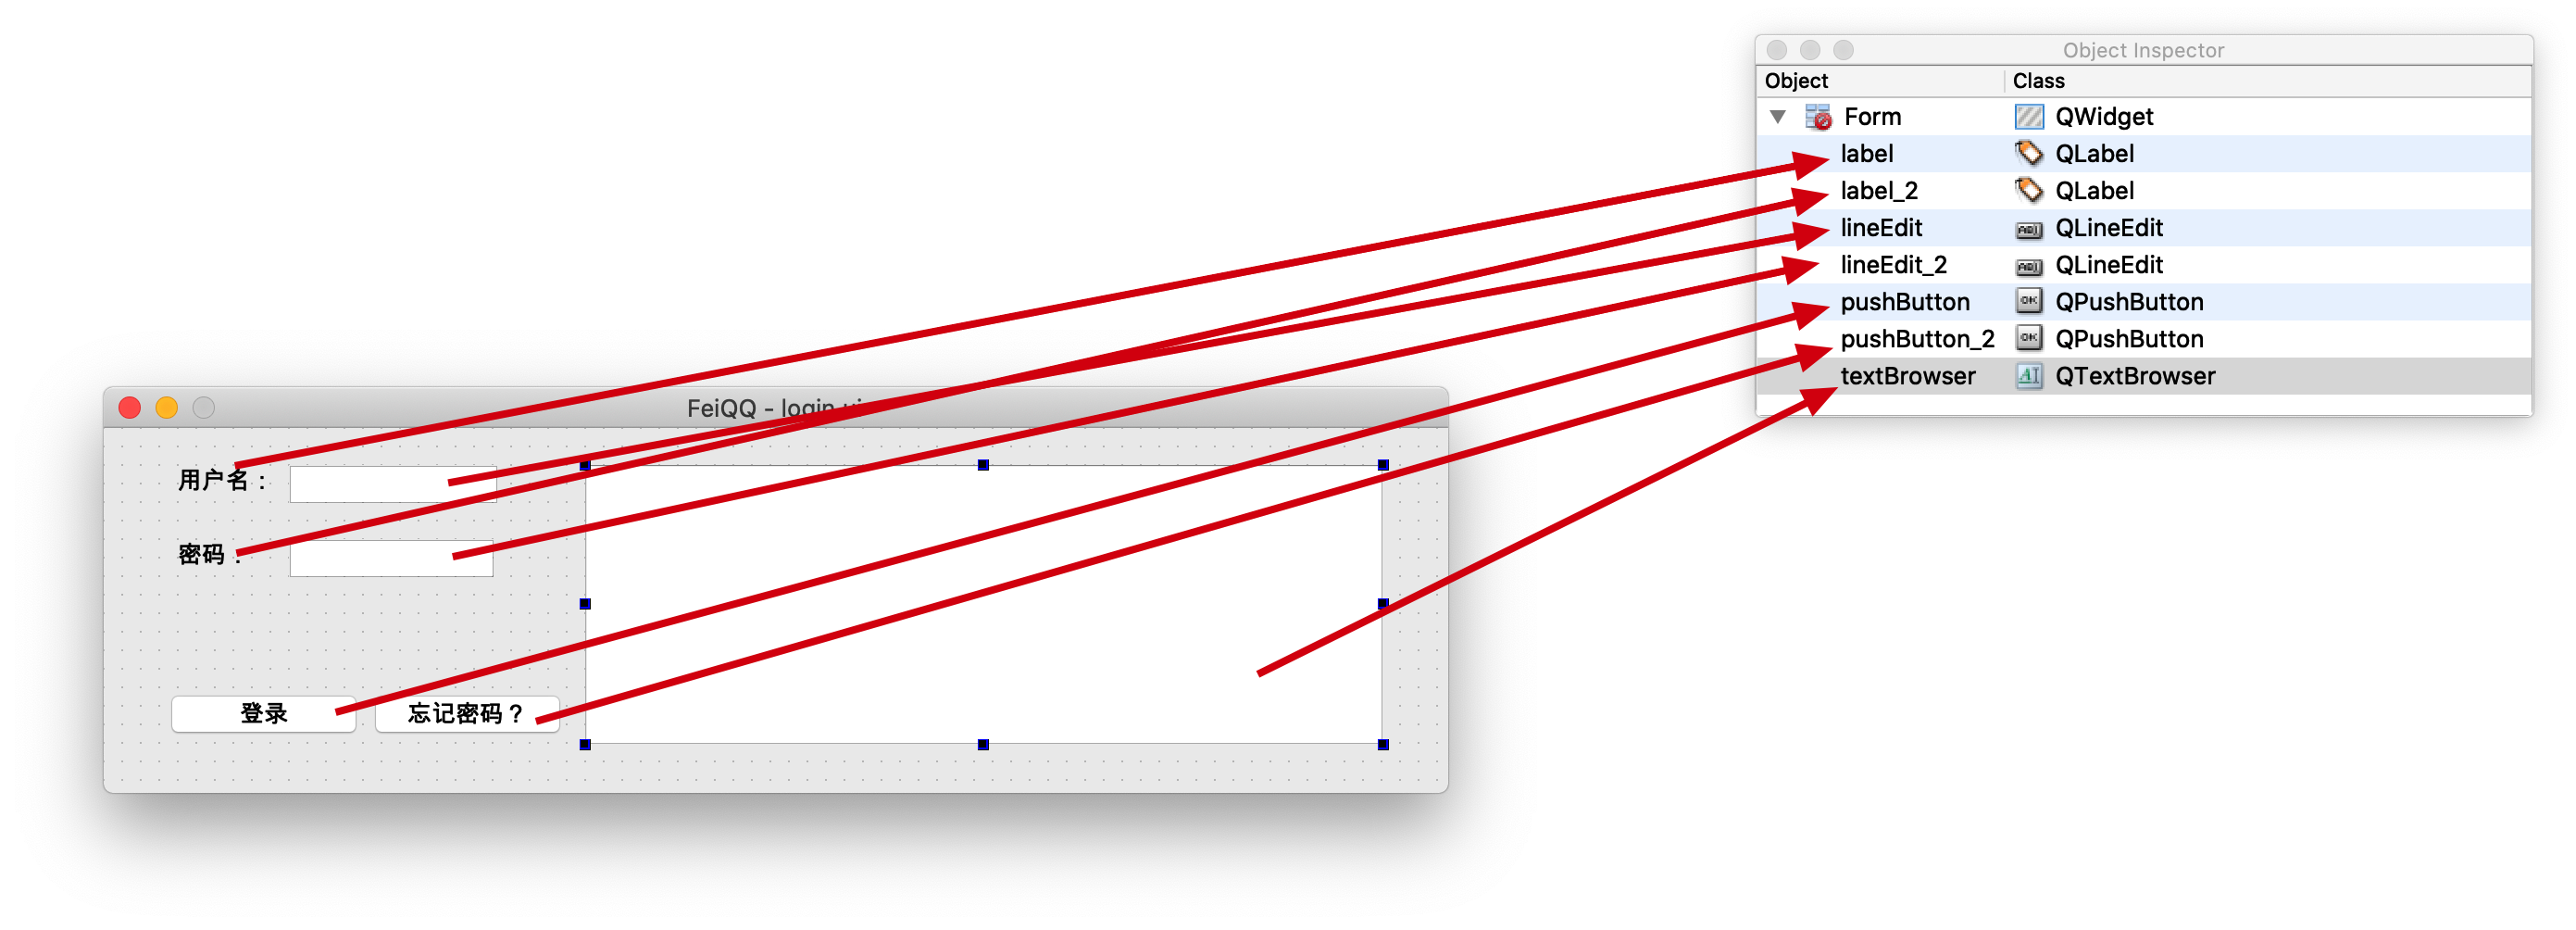 Object Inspector
Object Class
Form QWidget
label QLabel
label_2 QLabel
lineEdit QLineEdit
lineEdit_2 QLineEdit
pushButton QPushButton
pushButton_2 QPushButton
textBrowser QTextBrowser
FeiQQ - login.ui
用户名：
密码：
登录 忘记密码？